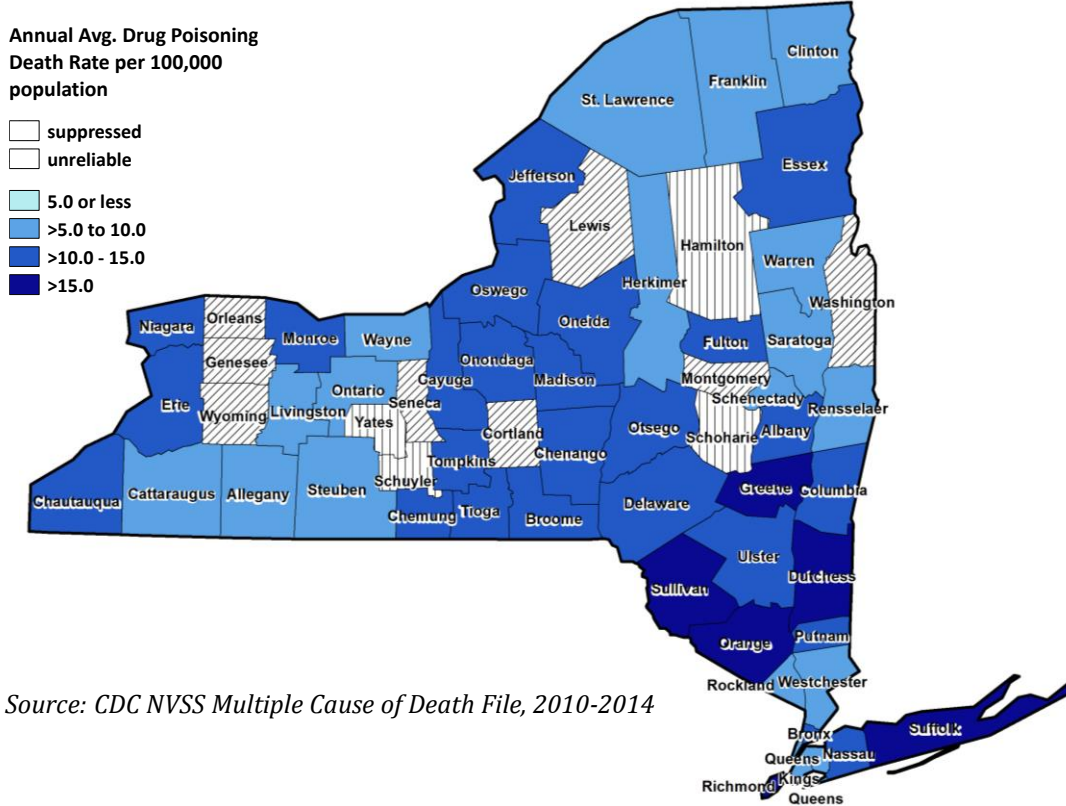 Annual Avg. Drug Poisoning
Death Rate per 100,000
population
suppressed
unreliable
5.0 or less
>5.0 to 10.0
>10.0 - 15.0
>15.0
Clinton
Franklin
St. Lawrence
Essex
Jefferson
Lewis
Hamilton
Warren
Herkimer
Washington
Oswego
Oneida
Orleans
Niagara
Monroe
Wayne
Fulton
Saratoga
Genesee
Onondaga
Cayuga
Madison
Montgomery
Ontario
Seneca
Schenectady
Erie
Wyoming
Livingston
Yates
Cortland
Otsego
Schoharie
Albany
Rensselaer
Chenango
Tompkins
Schuyler
Chautauqua
Cattaraugus
Allegany
Steuben
Chemung
Tioga
Broome
Delaware
Greene
Columbia
Ulster
Dutchess
Sullivan
Orange
Putnam
Rockland
Westchester
Source: CDC NVSS Multiple Cause of Death File, 2010-2014
Bronx
Suffolk
Queens
Nassau
Richmond
Kings
Queens